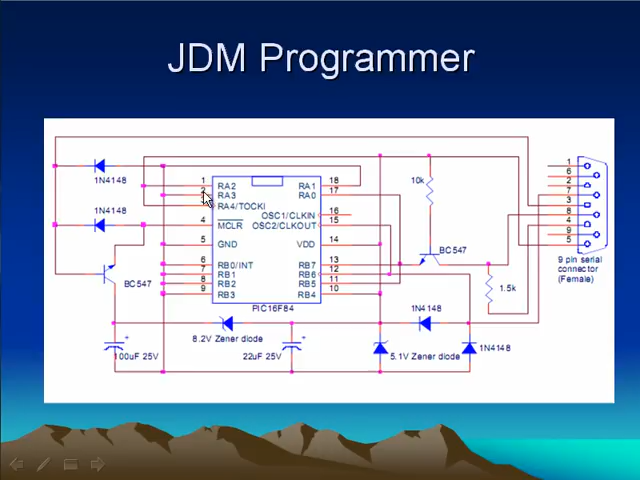 JDM Programmer
1N4148
1N4148
BC547
100uF 25V
+
8.2V Zener diode
22uF 25V
+
1
2
3
4
5
6
7
8
9
RA2
RA3
RA4/TOCKI
MCLR
GND
RB0/INT
RB1
RB2
RB3
RA1
RA0
OSC1/CLKIN
OSC2/CLKOUT
VDD
RB7
RB6
RB5
RB4
18
17
16
15
14
13
12
11
10
PIC16F84
10k
BC547
1.5k
1N4148
5.1V Zener diode
1N4148
1
6
2
7
3
8
4
9
5
9 pin serial
connector
(Female)